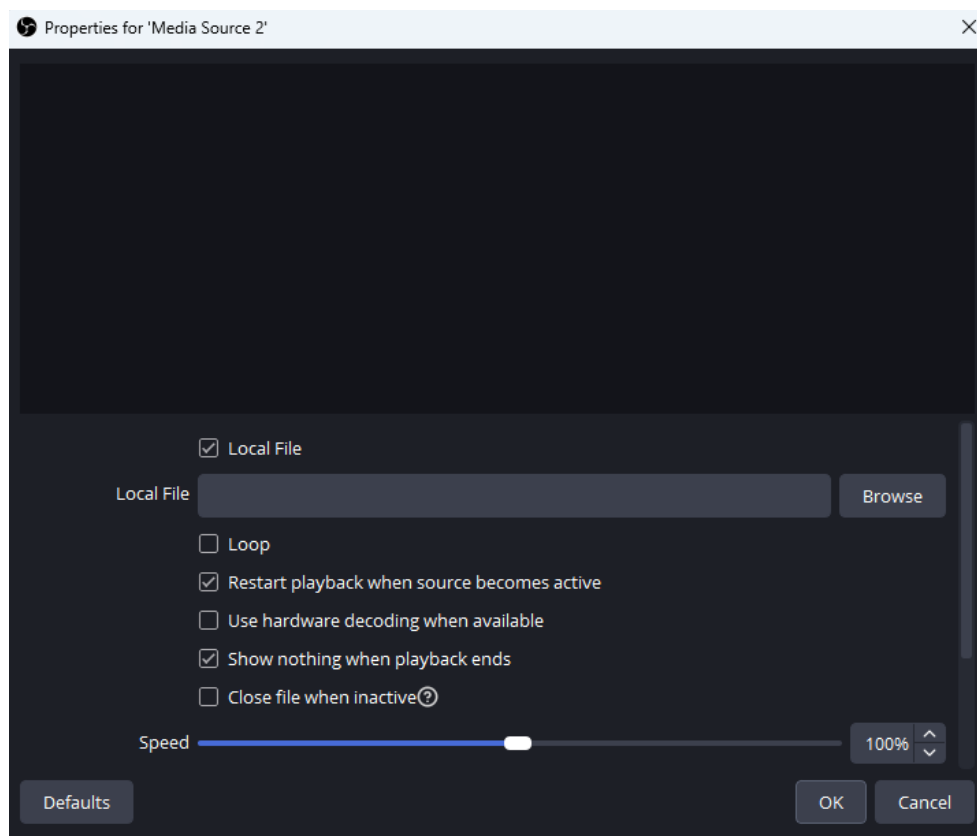 Properties for 'Media Source 2'
Local File
Local File Browse
Loop
Restart playback when source becomes active
Use hardware decoding when available
Show nothing when playback ends
Close file when inactive
Speed 100%
Defaults OK Cancel